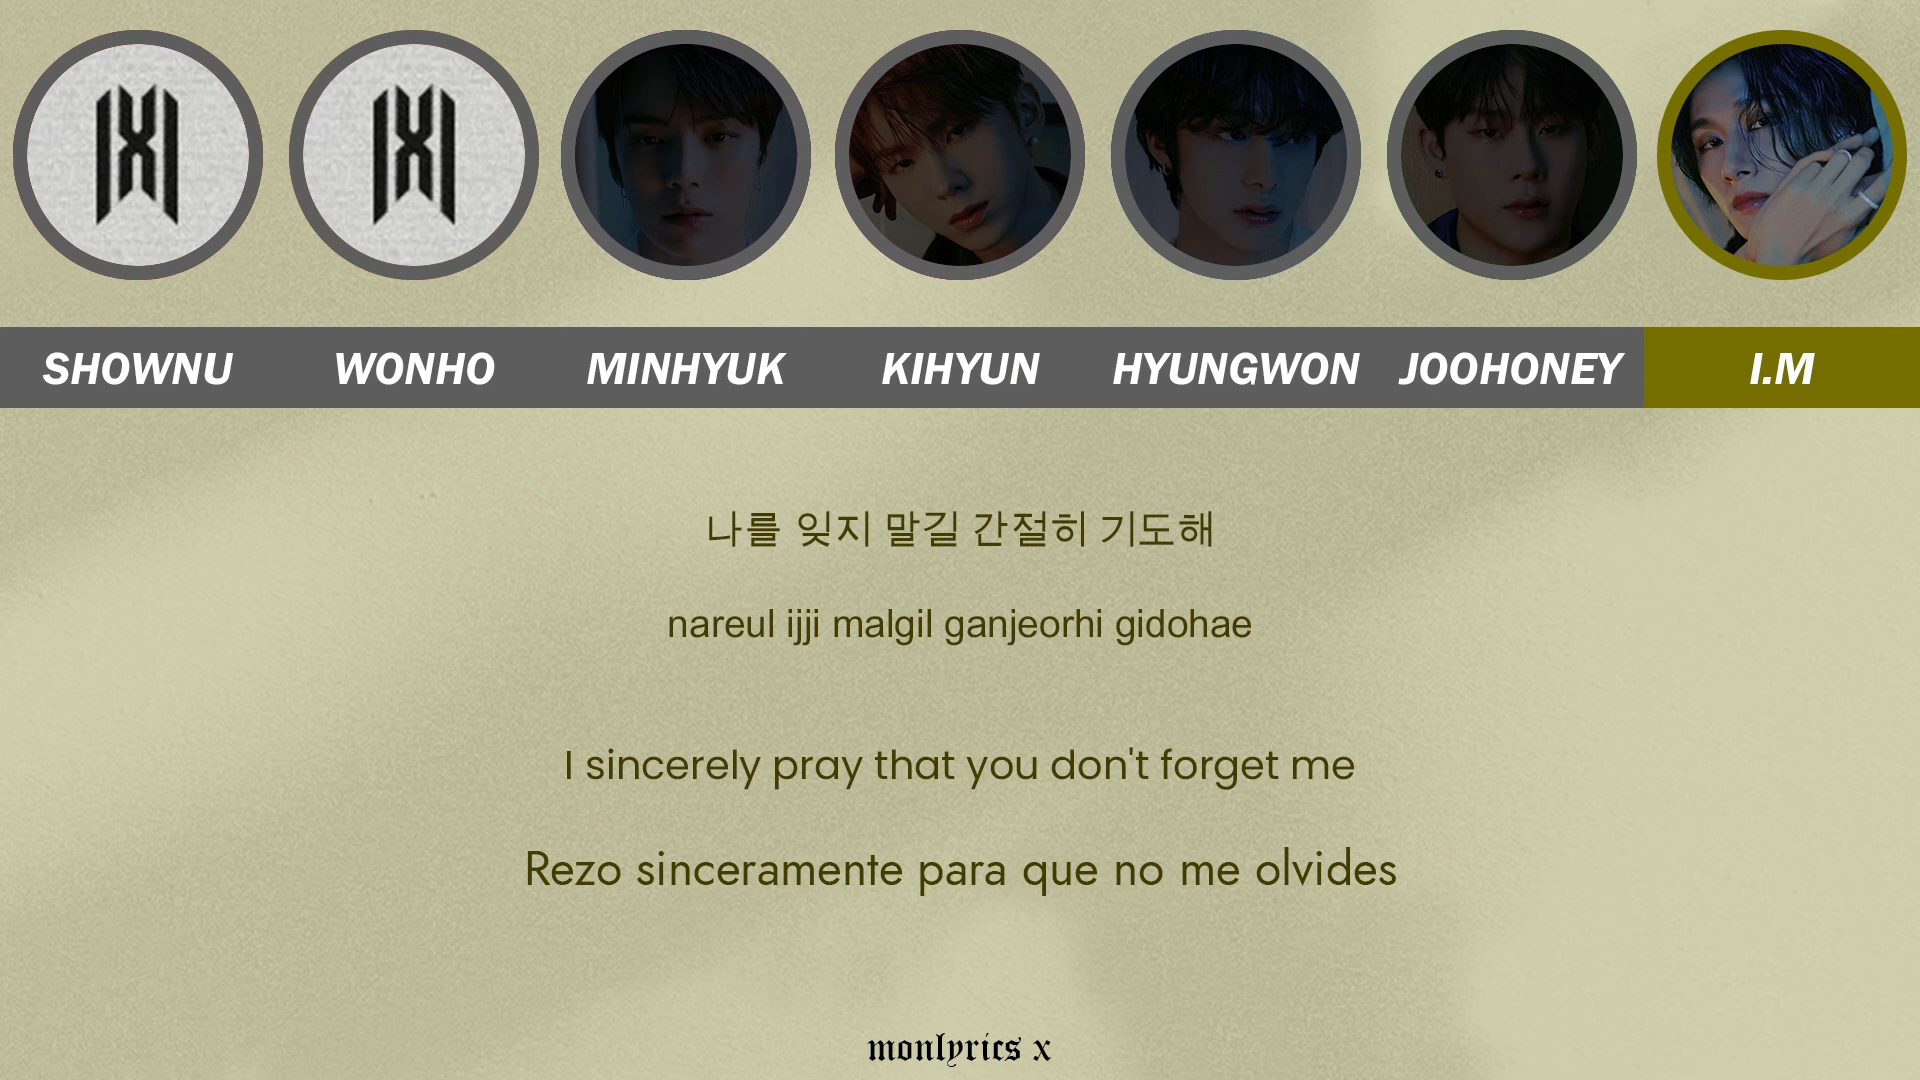 SHOWNU WONHO MINHYUK KIHYUN HYUNGWON JOOHONEY I.M
나를 잊지 말길 간절히 기도해
nareul ijji malgil ganjeorhi gidohae
I sincerely pray that you don't forget me
Rezo sinceramente para que no me olvides
monlyrics x